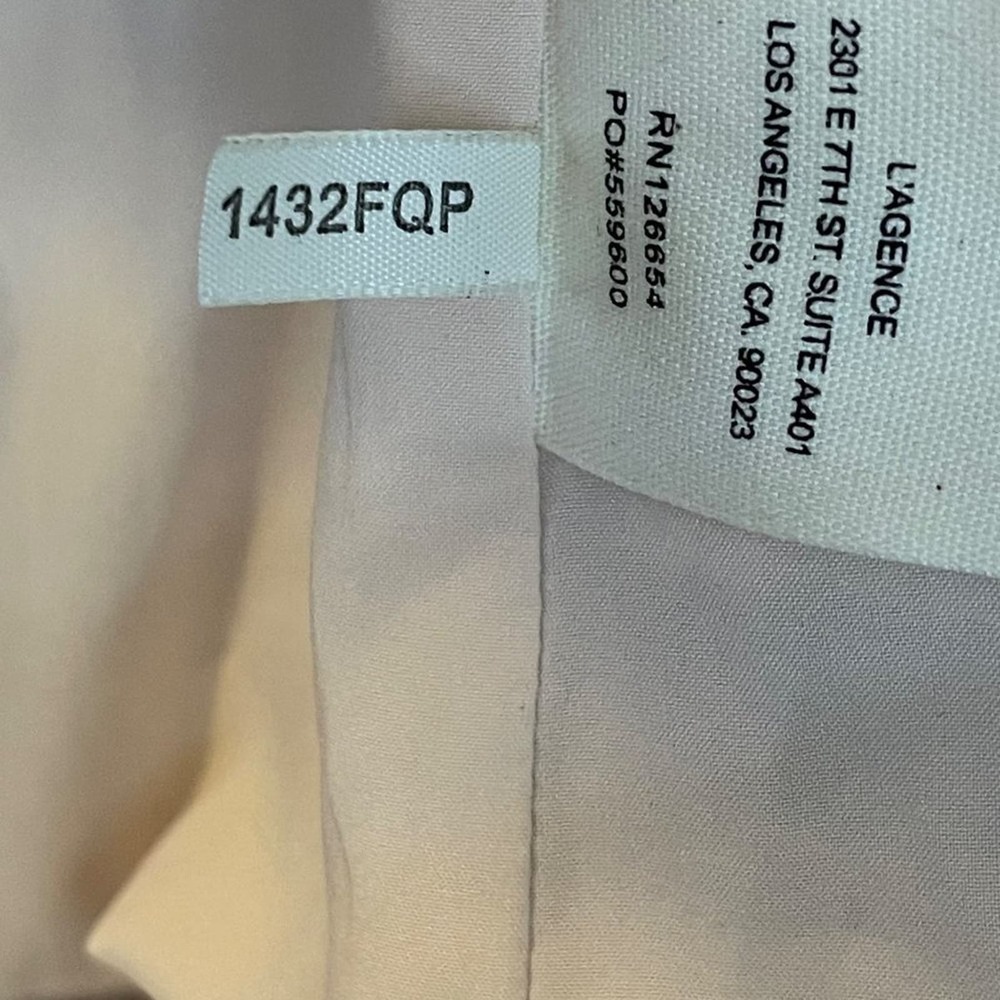 1432FQP
L'AGENCE
2301 E 7TH ST. SUITE A401
LOS ANGELES, CA. 90023
RN126654
PO#559600